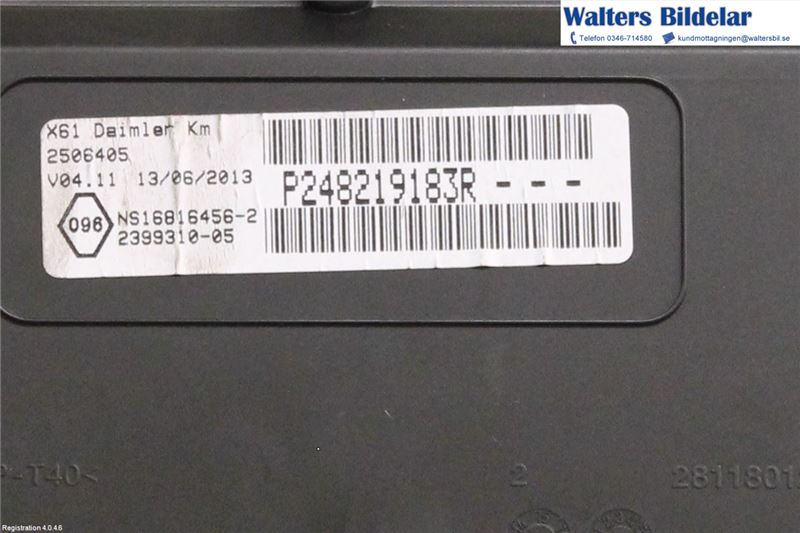 Walters Bildelar
Telefon 0346-714580 kundmottagningen@waltersbil.se
X61 Daimler Km
2506405
V04.11 13/06/2013
P248219183R - - -
096
NS16816456-2
2399310-05
-T40<
2
2811801
Registration 4.0.4.6